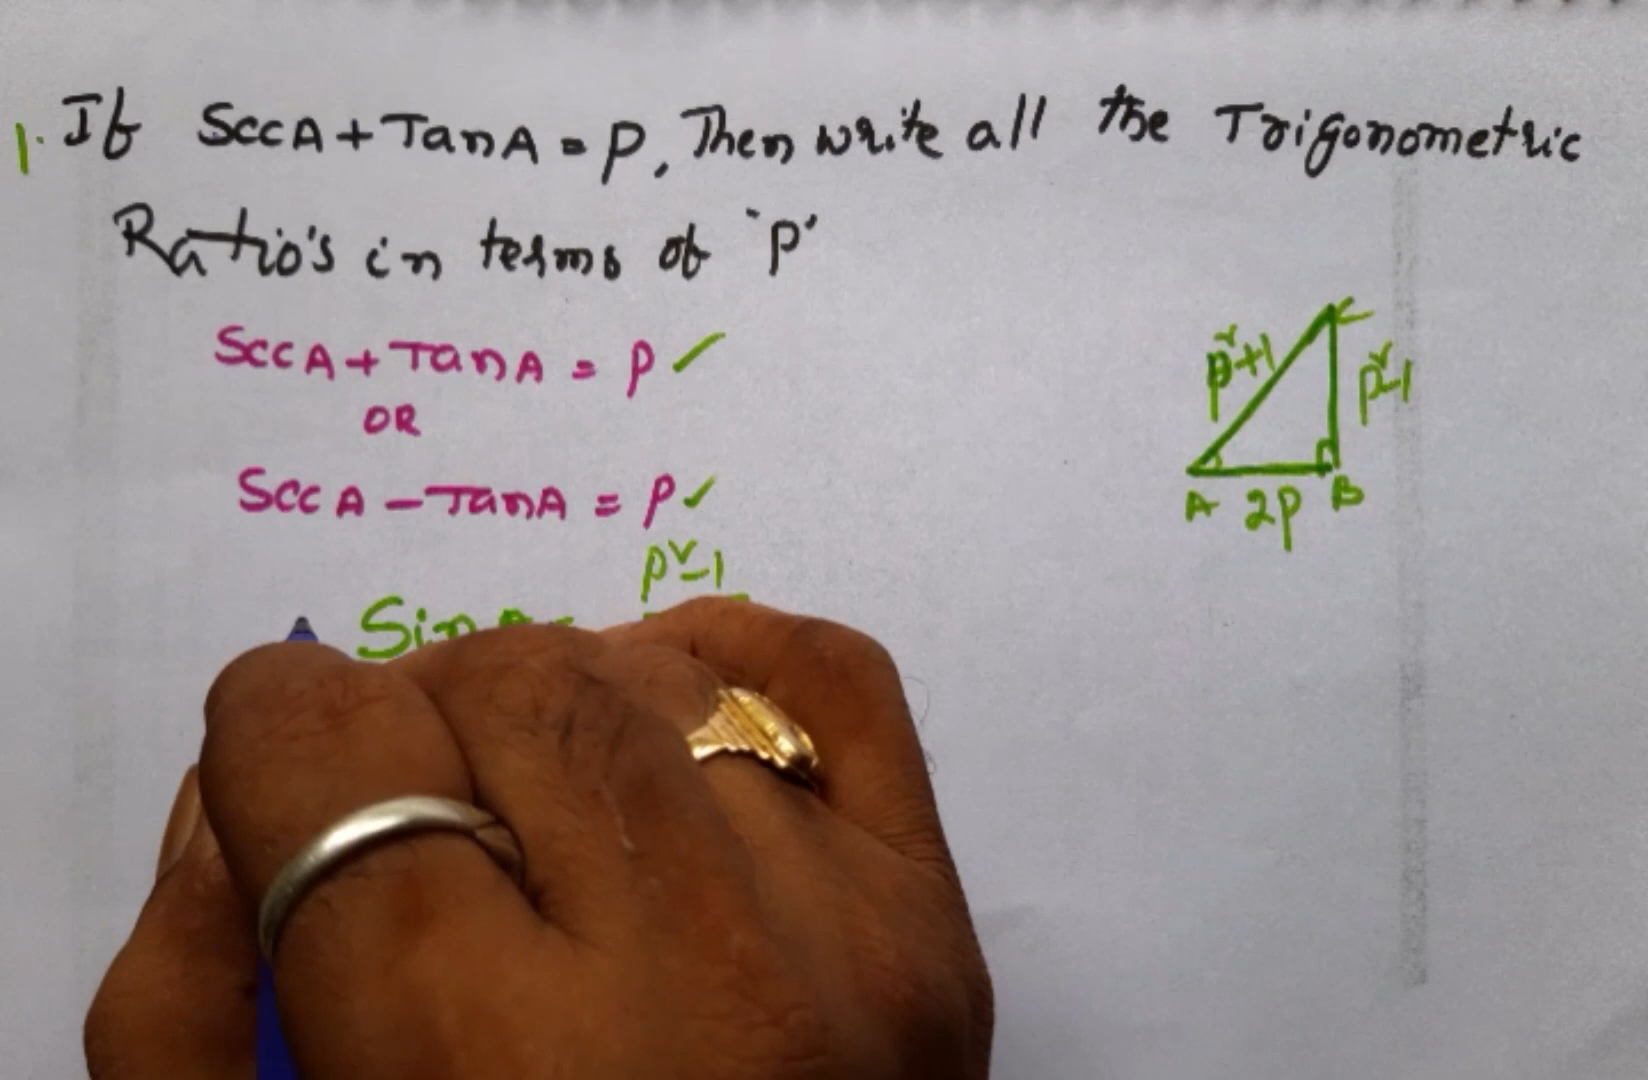 1. If SecA + TanA = P, Then write all the Trigonometric
Ratio's in terms of 'P'
SecA + TanA = P ✓
OR
SecA - TanA = P ✓
C
P²+1
P²-1
A 2P B
P²-1
Sin